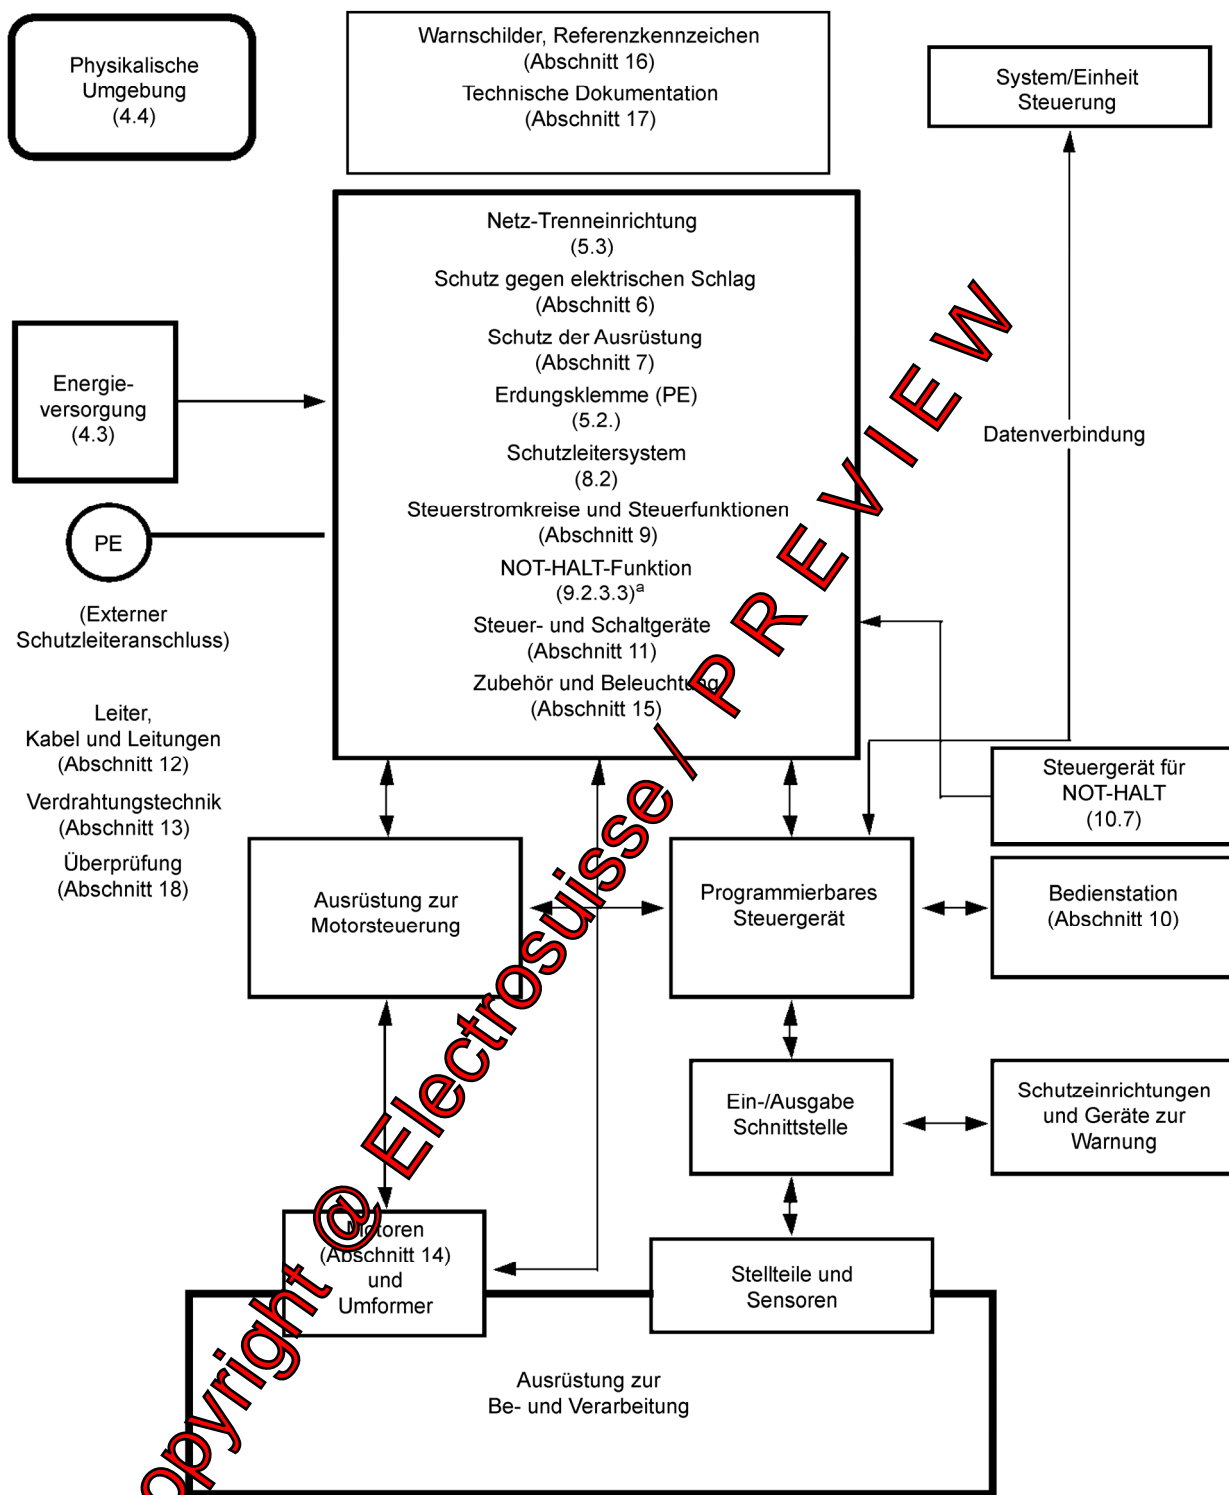 Physikalische
Umgebung
(4.4)
Warnschilder, Referenzkennzeichen
(Abschnitt 16)
Technische Dokumentation
(Abschnitt 17)
System/Einheit
Steuerung
Netz-Trenneinrichtung
(5.3)
Schutz gegen elektrischen Schlag
(Abschnitt 6)
Schutz der Ausrüstung
(Abschnitt 7)
Erdungsklemme (PE)
(5.2.)
Schutzleitersystem
(8.2)
Steuerstromkreise und Steuerfunktionen
(Abschnitt 9)
NOT-HALT-Funktion
(9.2.3.3)ᵃ
Steuer- und Schaltgeräte
(Abschnitt 11)
Zubehör und Beleuchtung
(Abschnitt 15)
Energie-
versorgung
(4.3)
PE
(Externer
Schutzleiteranschluss)
Leiter,
Kabel und Leitungen
(Abschnitt 12)
Verdrahtungstechnik
(Abschnitt 13)
Überprüfung
(Abschnitt 18)
Datenverbindung
Steuergerät für
NOT-HALT
(10.7)
Ausrüstung zur
Motorsteuerung
Programmierbares
Steuergerät
Bedienstation
(Abschnitt 10)
Ein-/Ausgabe
Schnittstelle
Schutzeinrichtungen
und Geräte zur
Warnung
Motoren
(Abschnitt 14)
und
Umformer
Stellteile und
Sensoren
Ausrüstung zur
Be- und Verarbeitung
opyright @ Electrosuisse / PREVIEW